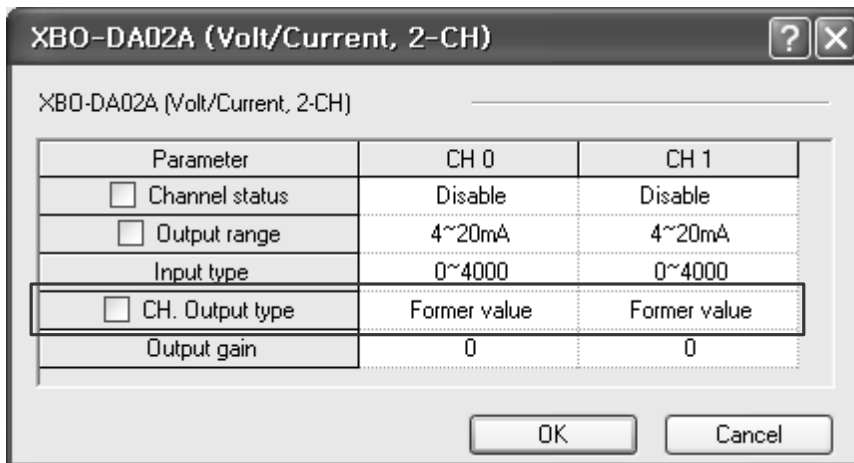 XBO-DA02A (Volt/Current, 2-CH)
XBO-DA02A (Volt/Current, 2-CH)
Parameter CH 0 CH 1
Channel status Disable Disable
Output range 4~20mA 4~20mA
Input type 0~4000 0~4000
CH. Output type Former value Former value
Output gain 0 0
OK Cancel